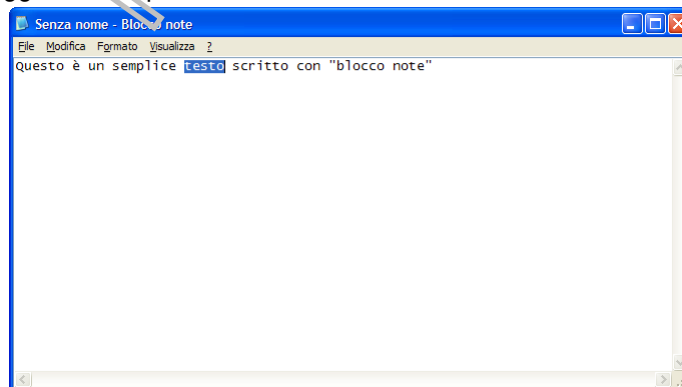 Senza nome - Blocco note
File Modifica Formato Visualizza ?
Questo è un semplice testo scritto con "blocco note"